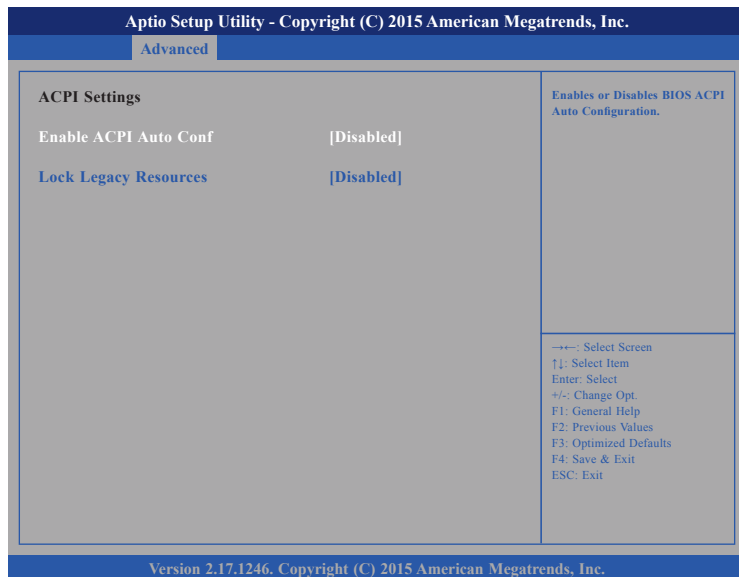 Aptio Setup Utility - Copyright (C) 2015 American Megatrends, Inc.
Advanced
ACPI Settings
Enable ACPI Auto Conf [Disabled]
Lock Legacy Resources [Disabled]
Enables or Disables BIOS ACPI
Auto Configuration.
→←: Select Screen
↑↓: Select Item
Enter: Select
+/-: Change Opt.
F1: General Help
F2: Previous Values
F3: Optimized Defaults
F4: Save & Exit
ESC: Exit
Version 2.17.1246. Copyright (C) 2015 American Megatrends, Inc.